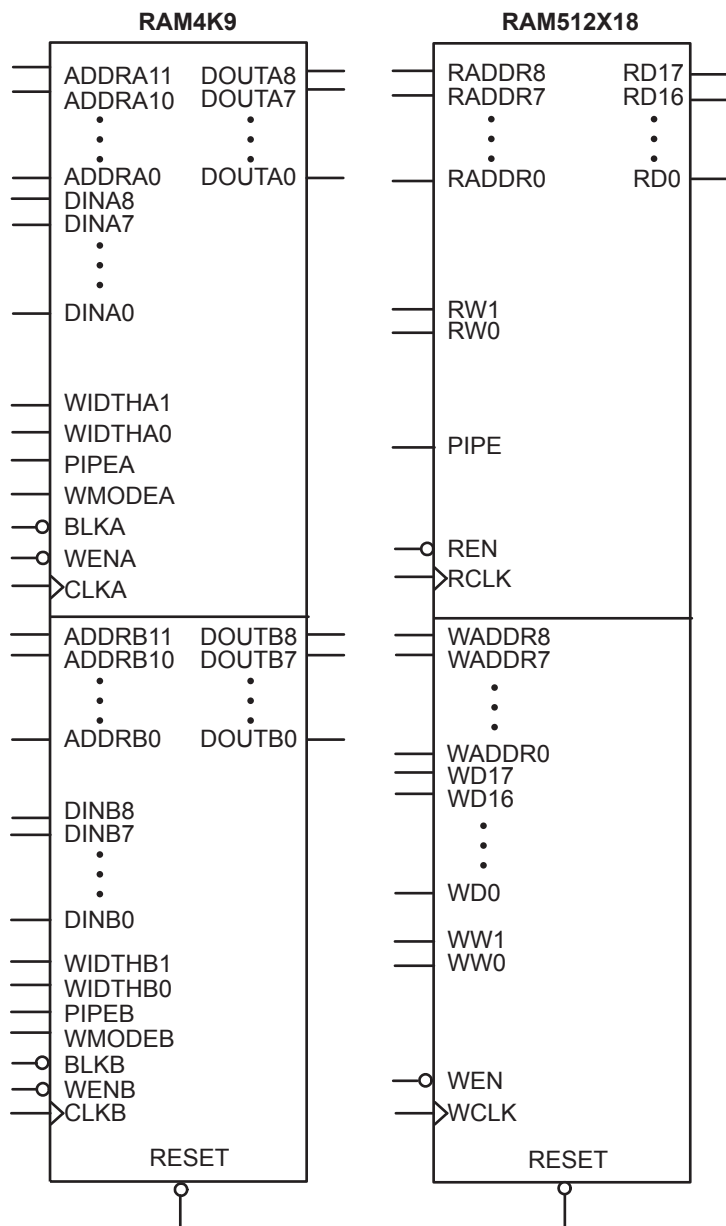 RAM4K9
ADDRA11 DOUTA8
ADDRA10 DOUTA7
ADDRA0 DOUTA0
DINA8
DINA7
DINA0
WIDTHA1
WIDTHA0
PIPEA
WMODEA
BLKA
WENA
CLKA
ADDRB11 DOUTB8
ADDRB10 DOUTB7
ADDRB0 DOUTB0
DINB8
DINB7
DINB0
WIDTHB1
WIDTHB0
PIPEB
WMODEB
BLKB
WENB
CLKB
RESET
RAM512X18
RADDR8 RD17
RADDR7 RD16
RADDR0 RD0
RW1
RW0
PIPE
REN
RCLK
WADDR8
WADDR7
WADDR0
WD17
WD16
WD0
WW1
WW0
WEN
WCLK
RESET